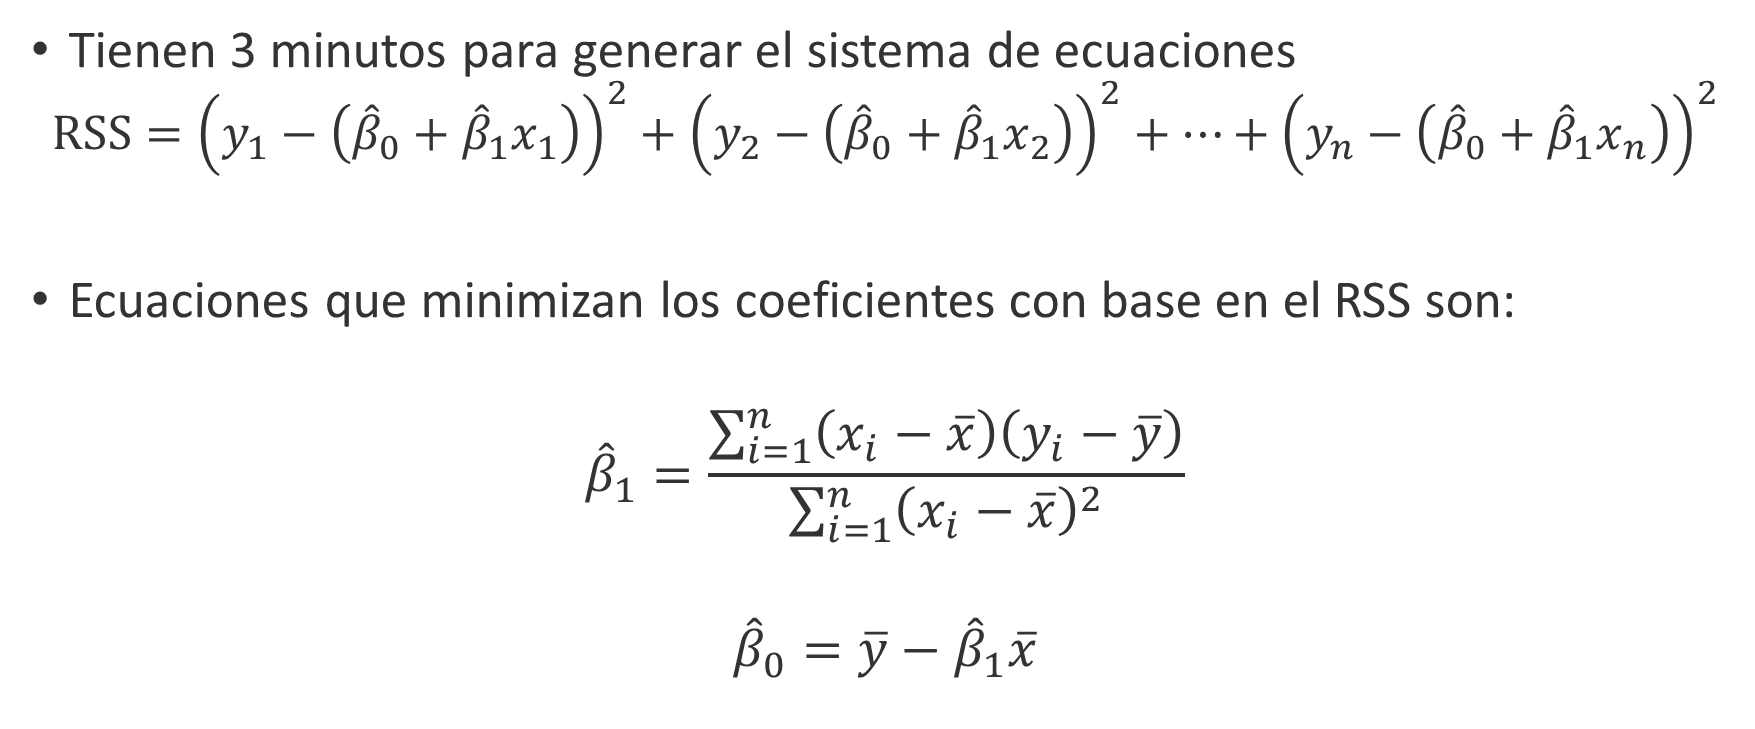 • Tienen 3 minutos para generar el sistema de ecuaciones
RSS = (y₁ − (β̂₀ + β̂₁x₁))² + (y₂ − (β̂₀ + β̂₁x₂))² + ⋯ + (yₙ − (β̂₀ + β̂₁xₙ))²
• Ecuaciones que minimizan los coeficientes con base en el RSS son:
β̂₁ = ∑ⁿᵢ₌₁(xᵢ − x̄)(yᵢ − ȳ) / ∑ⁿᵢ₌₁(xᵢ − x̄)²
β̂₀ = ȳ − β̂₁x̄